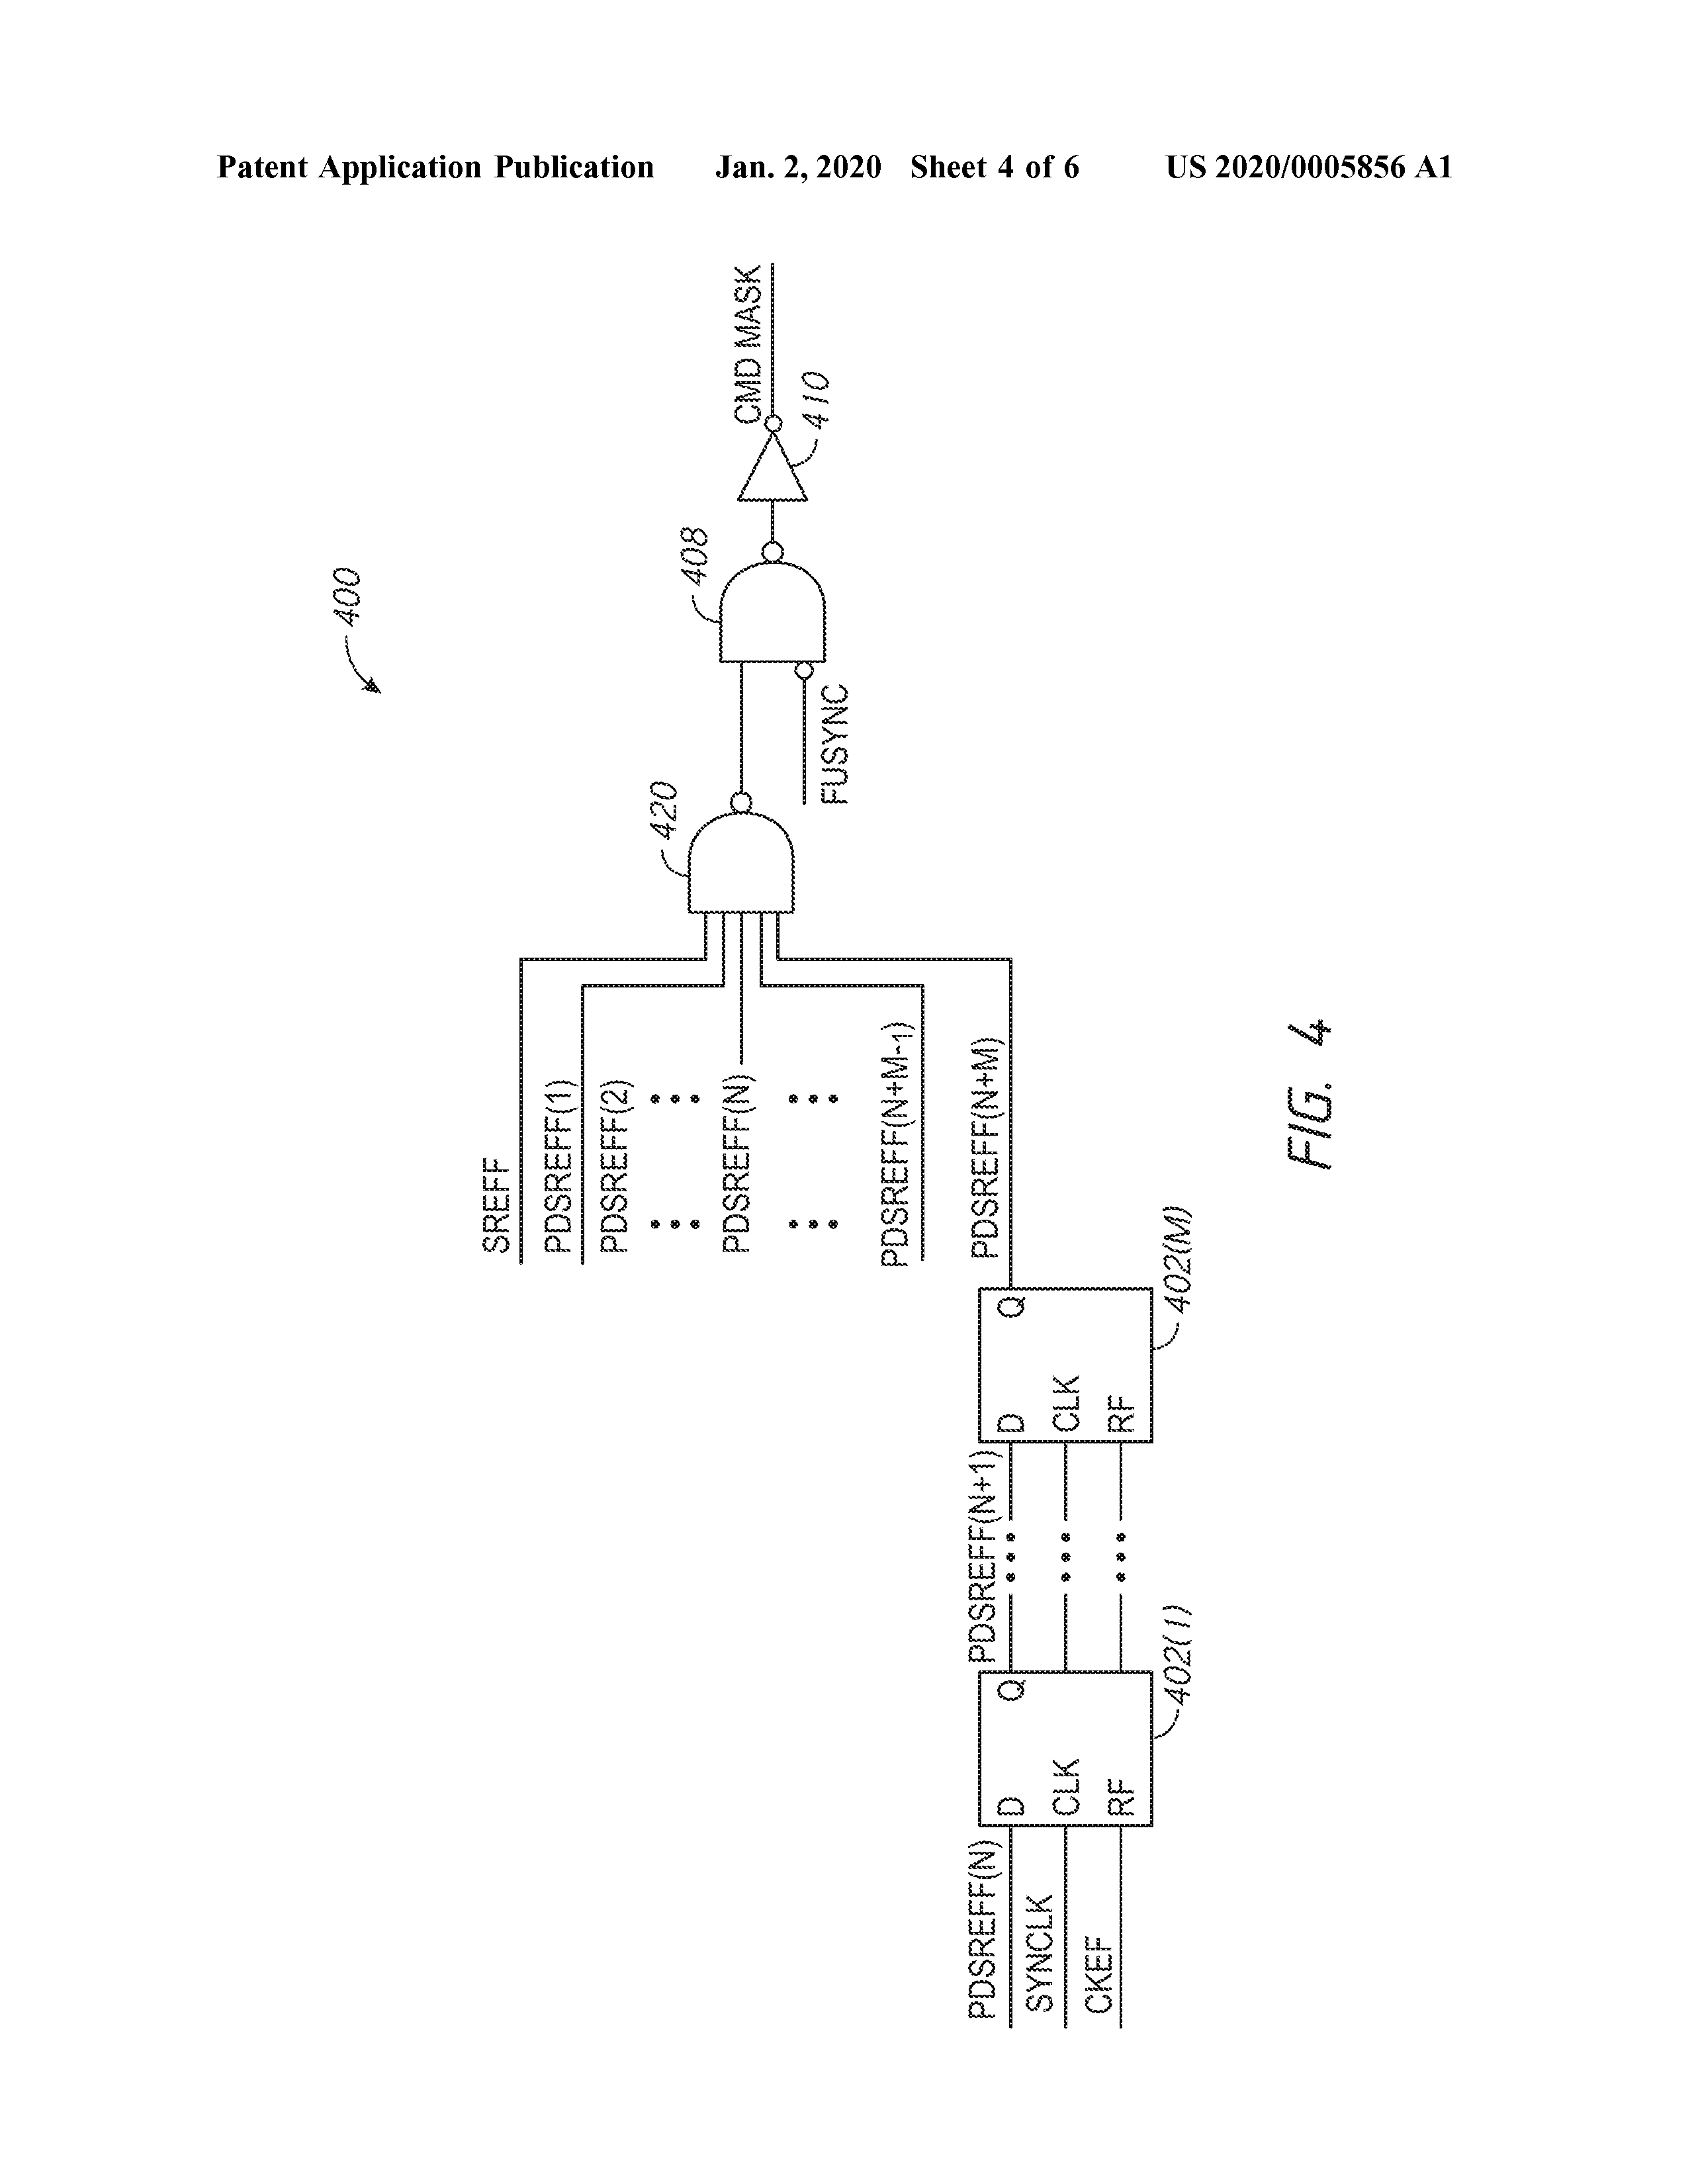 Patent Application Publication Jan. 2, 2020 Sheet 4 of 6 US 2020/0005856 A1
400
SREFF
PDSREFF(1)
PDSREFF(2)
PDSREFF(N)
PDSREFF(N+M-1)
PDSREFF(N+M)
420
FUSYNC
408
410
CMD MASK
PDSREFF(N)
SYNCLK
CKEF
D
CLK
RF
Q
402(1)
PDSREFF(N+1)
D
CLK
RF
Q
402(M)
FIG. 4